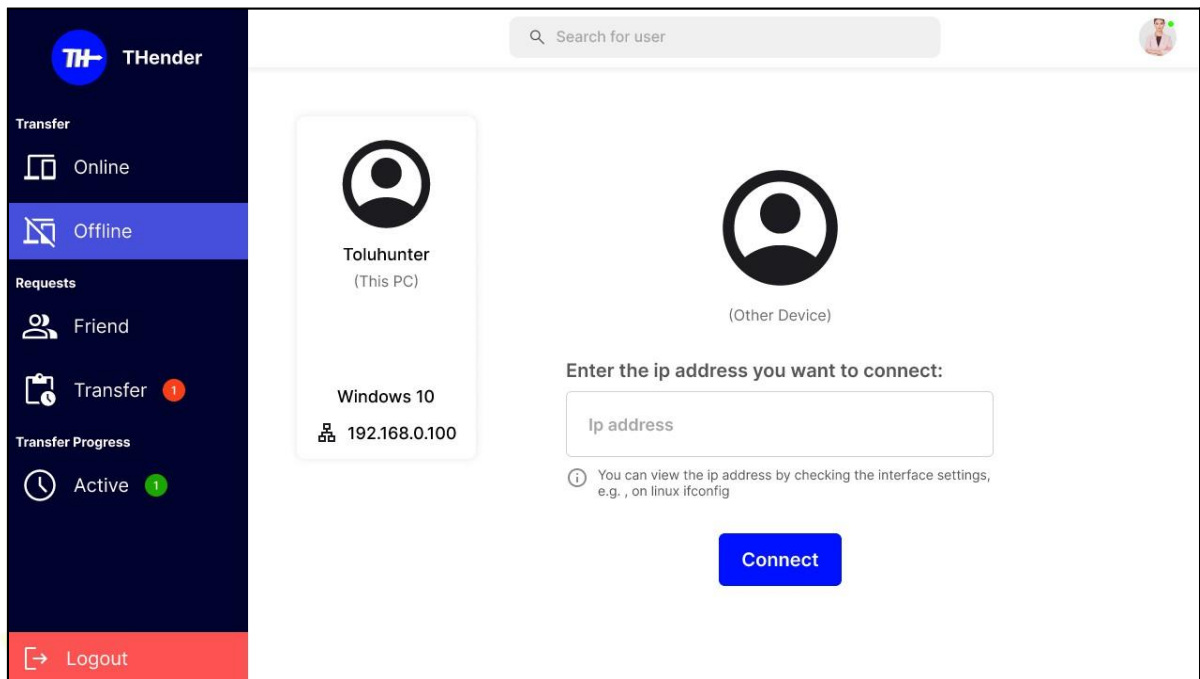 TH
THender
Search for user
Transfer
Online
Offline
Requests
Friend
Transfer 1
Transfer Progress
Active 1
Logout
Toluhunter
(This PC)
Windows 10
192.168.0.100
(Other Device)
Enter the ip address you want to connect:
Ip address
You can view the ip address by checking the interface settings,
e.g. , on linux ifconfig
Connect